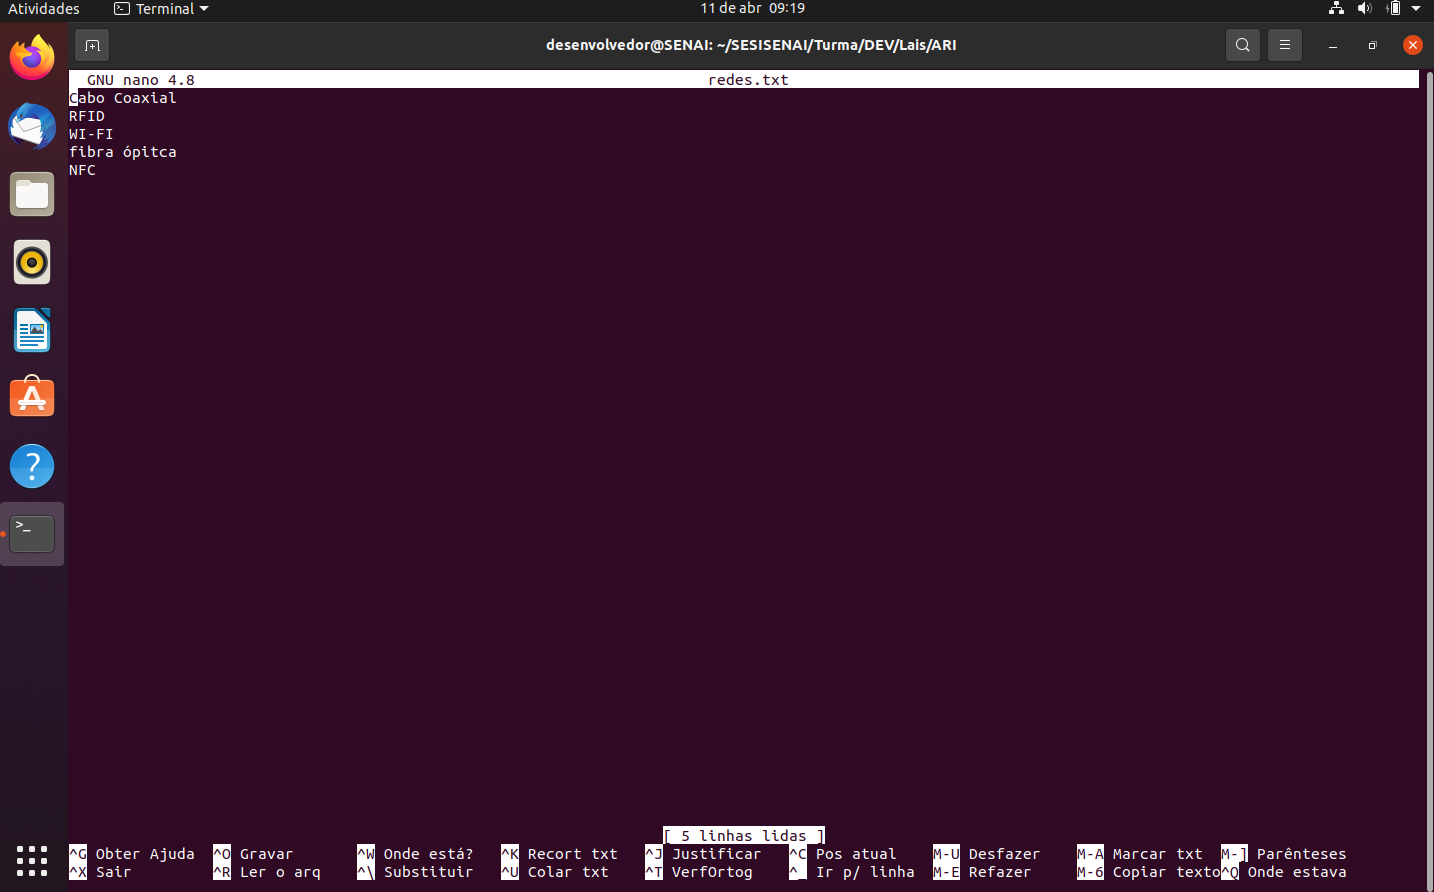 Atividades Terminal 11 de abr 09:19
desenvolvedor@SENAI: ~/SESISENAI/Turma/DEV/Lais/ARI
GNU nano 4.8 redes.txt
Cabo Coaxial
RFID
WI-FI
fibra ópitca
NFC
[ 5 linhas lidas ]
^G Obter Ajuda ^O Gravar ^W Onde está? ^K Recort txt ^J Justificar ^C Pos atual M-U Desfazer M-A Marcar txt M-] Parênteses
^X Sair ^R Ler o arq ^\ Substituir ^U Colar txt ^T VerfOrtog ^_ Ir p/ linha M-E Refazer M-6 Copiar texto^Q Onde estava